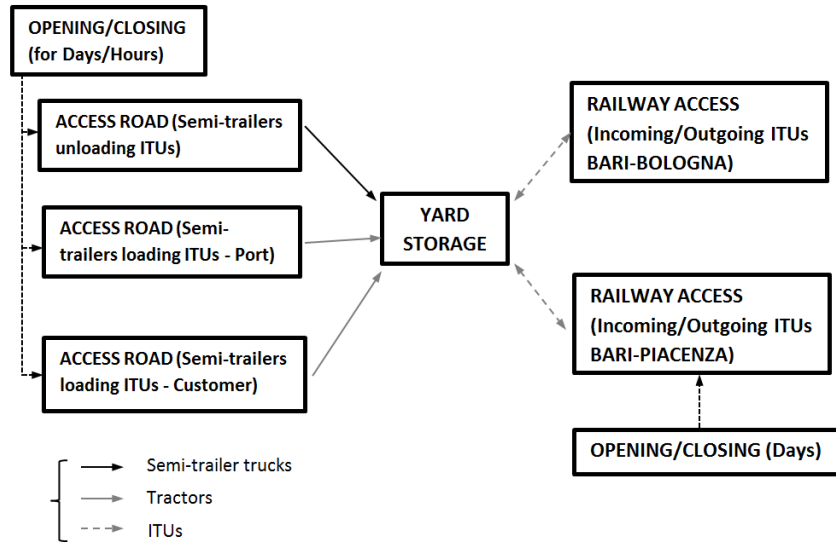 OPENING/CLOSING
(for Days/Hours)
ACCESS ROAD (Semi-trailers
unloading ITUs)
ACCESS ROAD (Semi-
trailers loading ITUs - Port)
ACCESS ROAD (Semi-trailers
loading ITUs - Customer)
YARD
STORAGE
RAILWAY ACCESS
(Incoming/Outgoing ITUs
BARI-BOLOGNA)
RAILWAY ACCESS
(Incoming/Outgoing ITUs
BARI-PIACENZA)
OPENING/CLOSING (Days)
Semi-trailer trucks
Tractors
ITUs